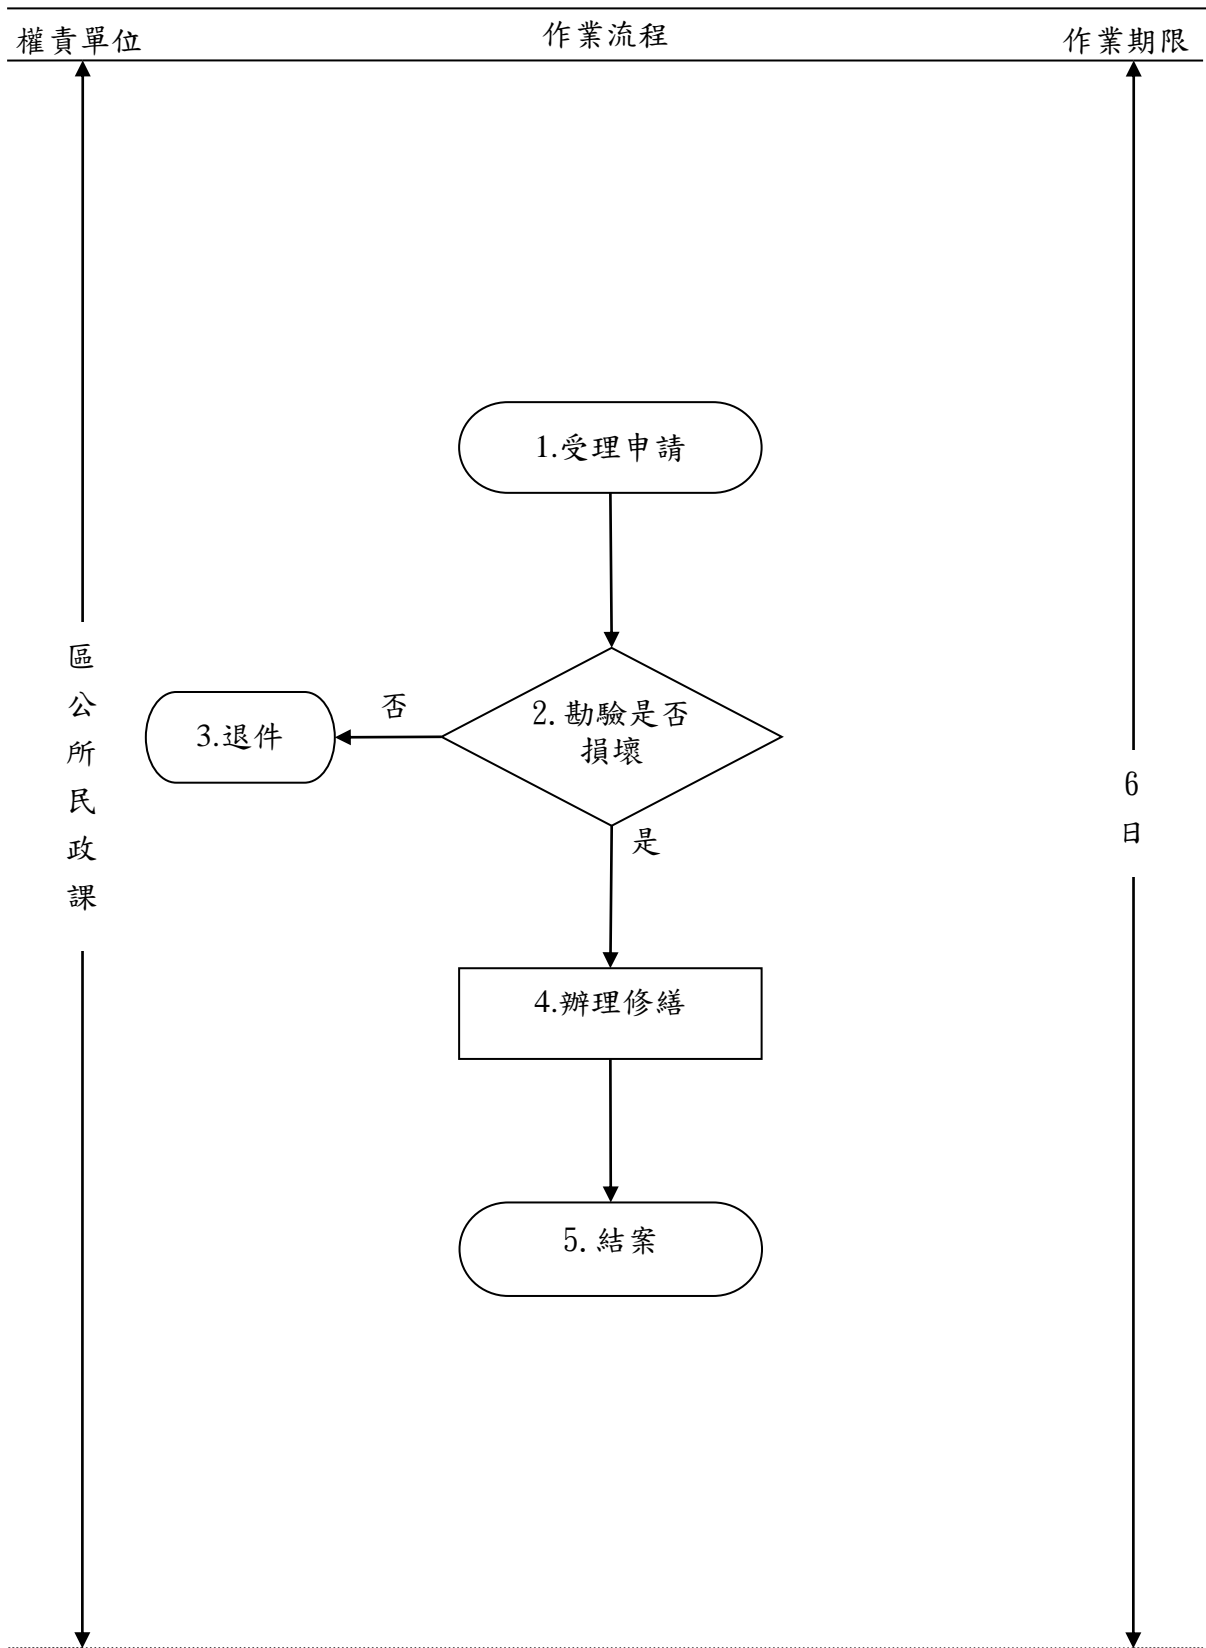 權責單位
作業流程
作業期限
1.受理申請
區公所民政課
否
3.退件
2.勘驗是否
損壞
6日
是
4.辦理修繕
5.結案